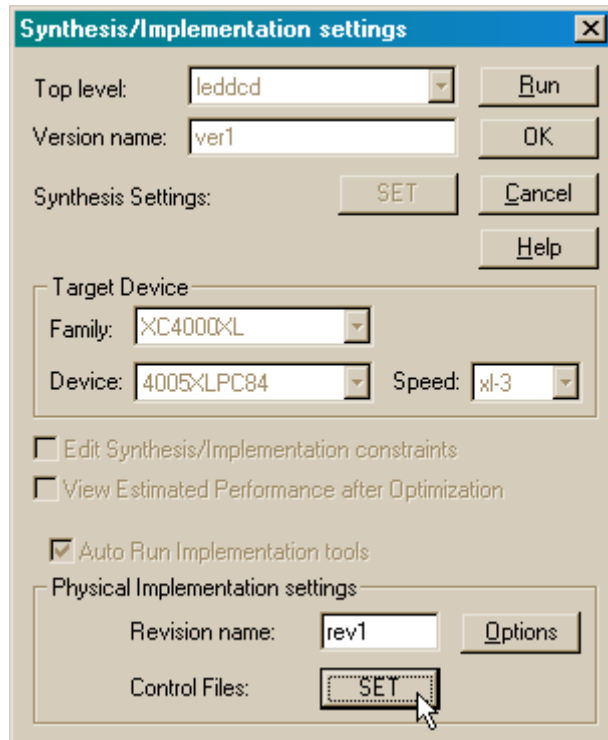 Synthesis/Implementation settings
Top level: leddcd Run
Version name: ver1 OK
Synthesis Settings: SET Cancel
Help
Target Device
Family: XC4000XL
Device: 4005XLPC84 Speed: xl-3
Edit Synthesis/Implementation constraints
View Estimated Performance after Optimization
Auto Run Implementation tools
Physical Implementation settings
Revision name: rev1 Options
Control Files: SET